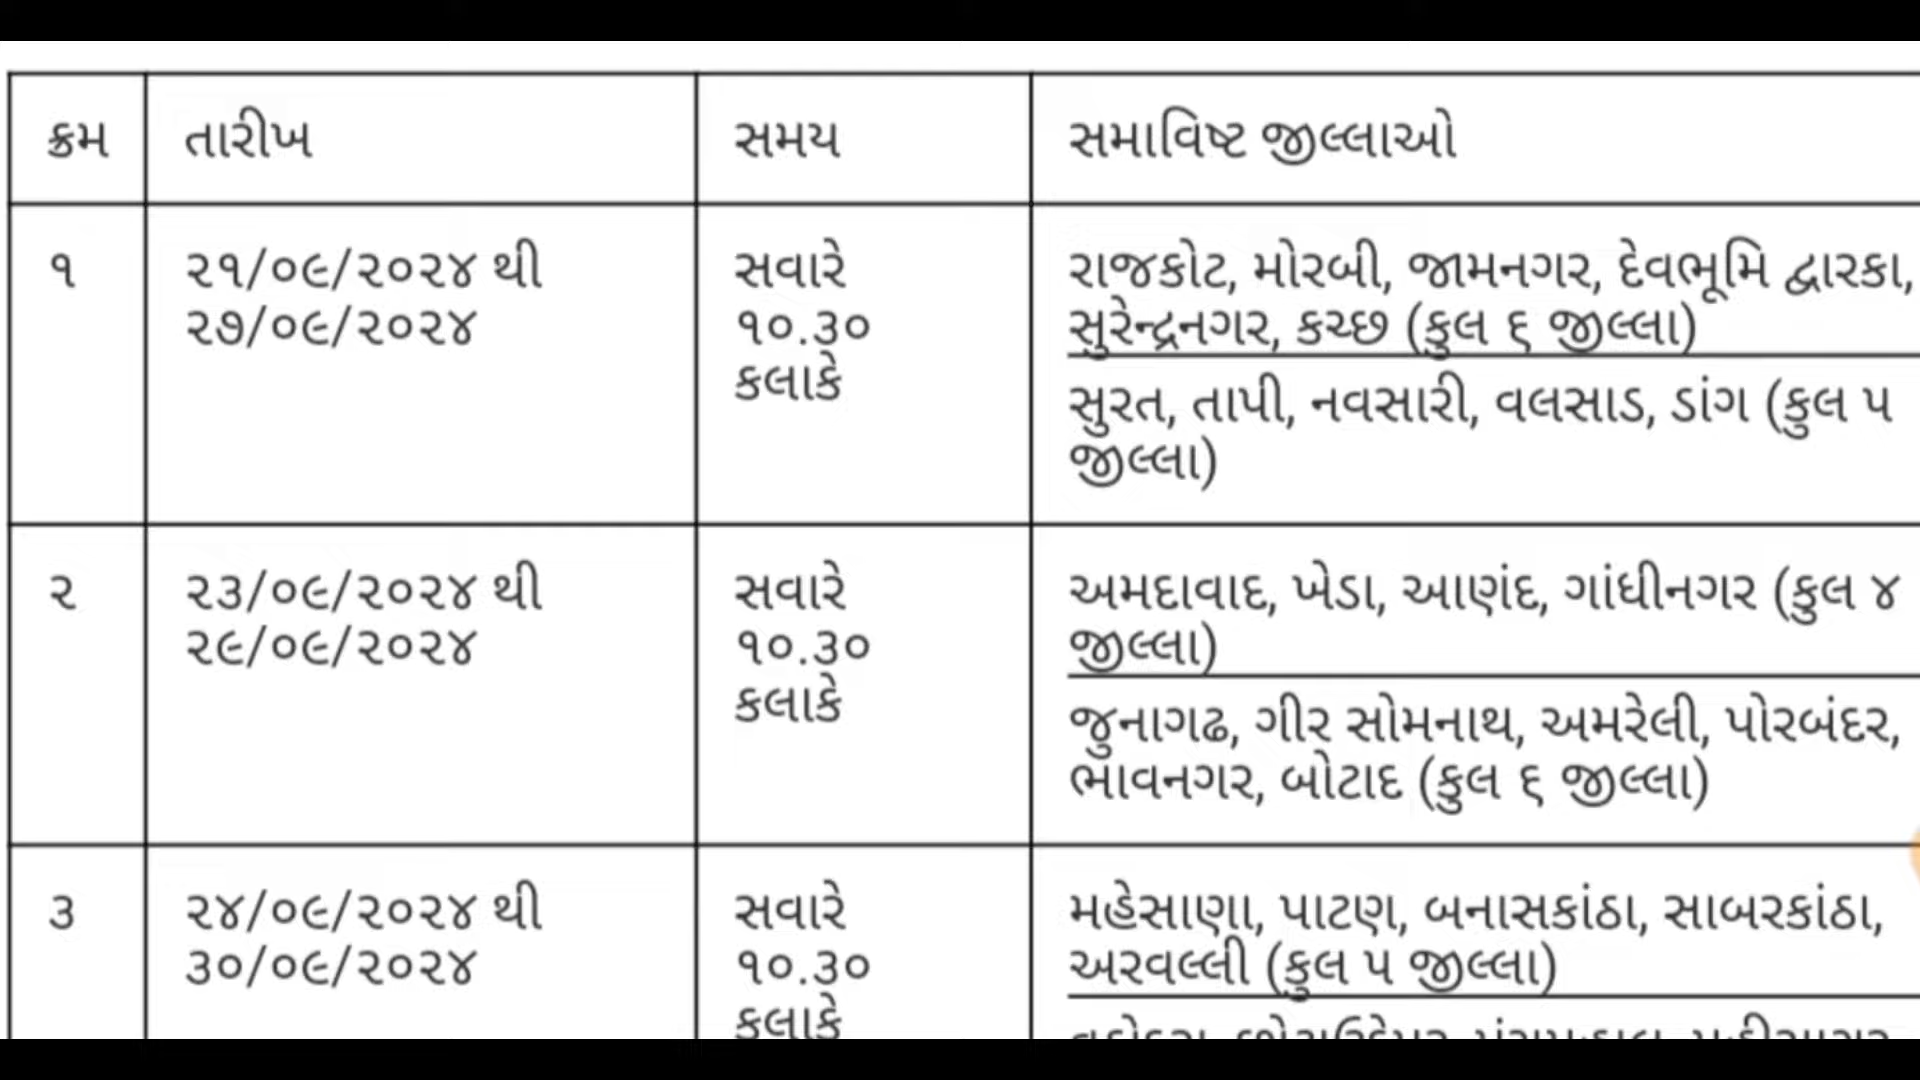 ક્રમ
તારીખ
સમય
સમાવિષ્ટ જીલ્લાઓ
૧
૨૧/૦૯/૨૦૨૪ થી
૨૭/૦૯/૨૦૨૪
સવારે
૧૦.૩૦
કલાકે
રાજકોટ, મોરબી, જામનગર, દેવભૂમિ દ્વારકા,
સુરેન્દ્રનગર, કચ્છ (કુલ ૬ જીલ્લા)
સુરત, તાપી, નવસારી, વલસાડ, ડાંગ (કુલ ૫
જીલ્લા)
૨
૨૩/૦૯/૨૦૨૪ થી
૨૯/૦૯/૨૦૨૪
સવારે
૧૦.૩૦
કલાકે
અમદાવાદ, ખેડા, આણંદ, ગાંધીનગર (કુલ ૪
જીલ્લા)
જુનાગઢ, ગીર સોમનાથ, અમરેલી, પોરબંદર,
ભાવનગર, બોટાદ (કુલ ૬ જીલ્લા)
૩
૨૪/૦૯/૨૦૨૪ થી
૩૦/૦૯/૨૦૨૪
સવારે
૧૦.૩૦
કલાકે
મહેસાણા, પાટણ, બનાસકાંઠા, સાબરકાંઠા,
અરવલ્લી (કુલ ૫ જીલ્લા)